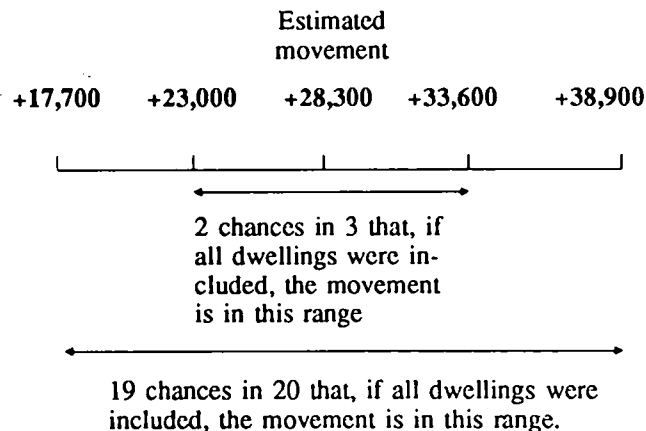 Estimated
movement
+17,700 +23,000 +28,300 +33,600 +38,900
2 chances in 3 that, if
all dwellings were in-
cluded, the movement
is in this range
19 chances in 20 that, if all dwellings were
included, the movement is in this range.